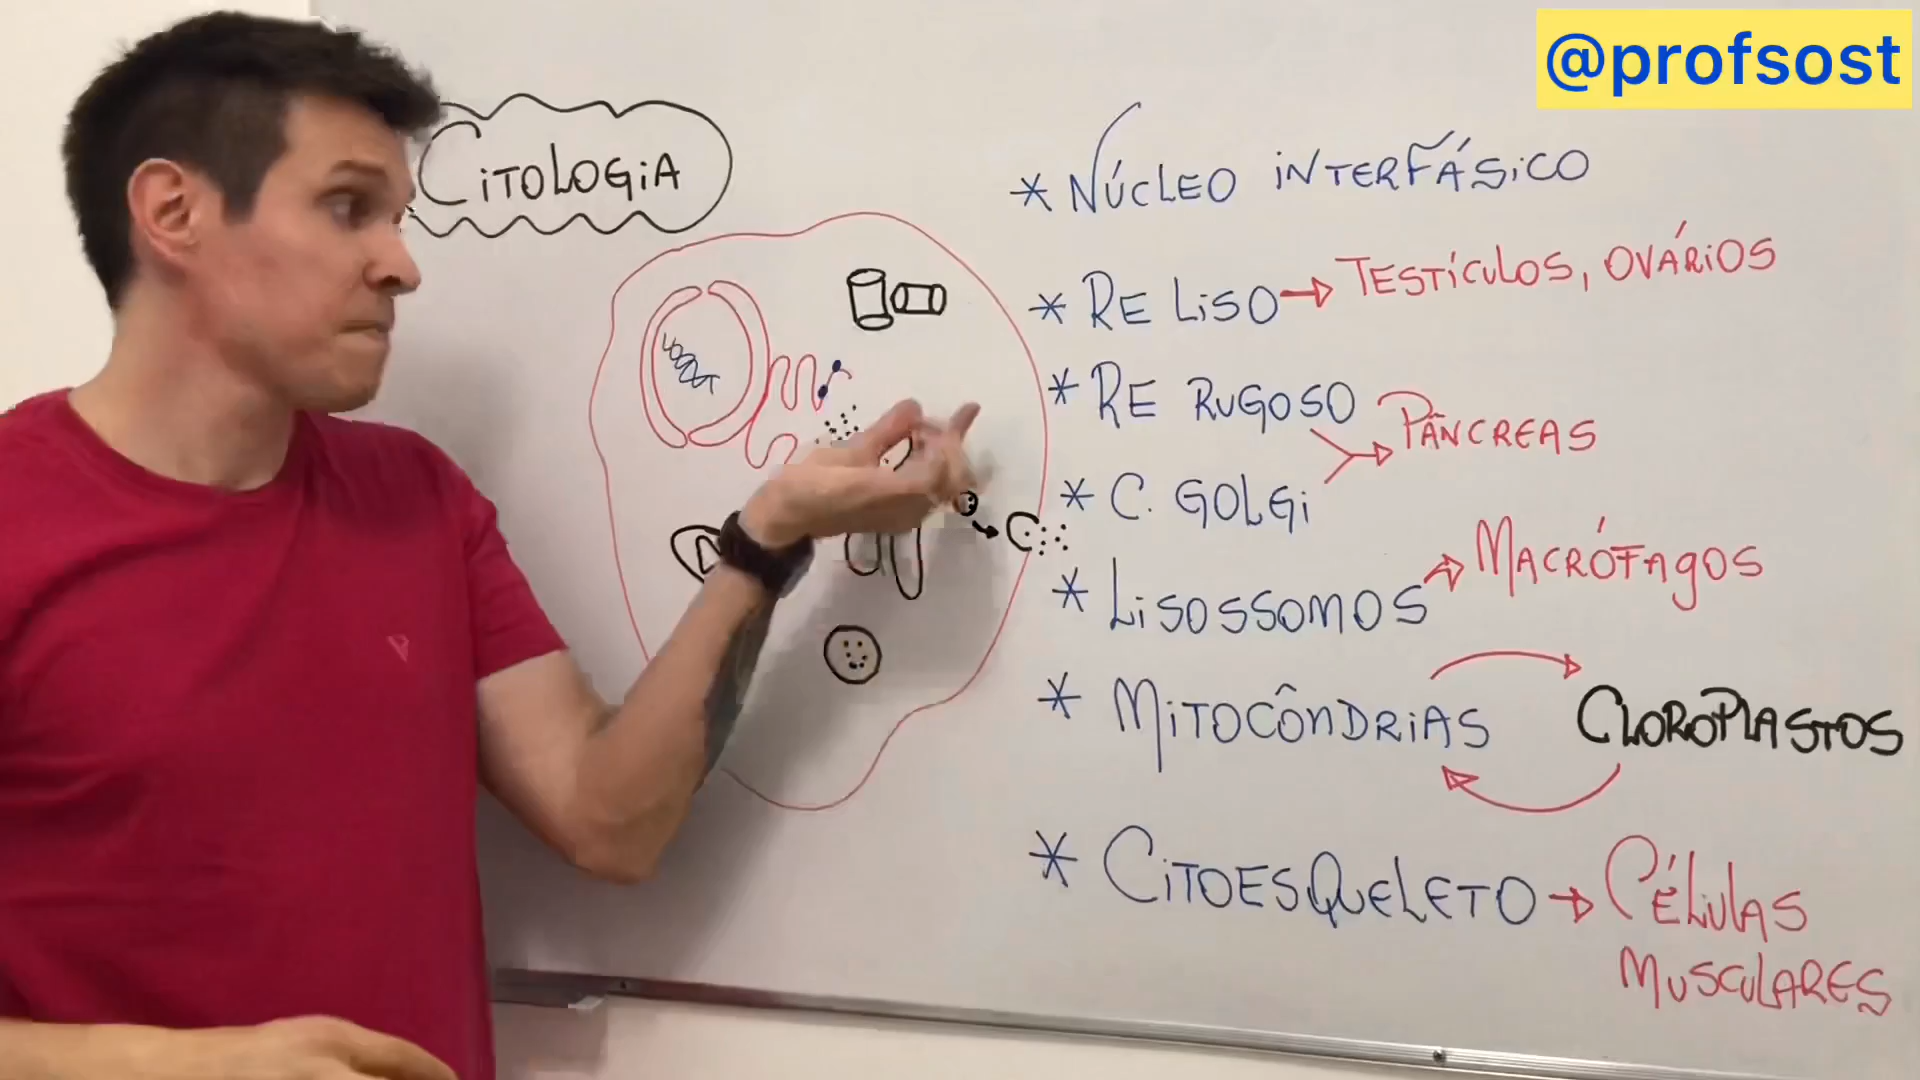 @profsost
CITOLOGIA
* NÚCLEO INTERFÁSICO
* RE LISO → TESTÍCULOS, OVÁRIOS
* RE RUGOSO
PÂNCREAS
* C. GOLGI
* LISOSSOMOS → MACRÓFAGOS
* MITOCÔNDRIAS
CLOROPLASTOS
* CITOESQUELETO → CÉLULAS
MUSCULARES